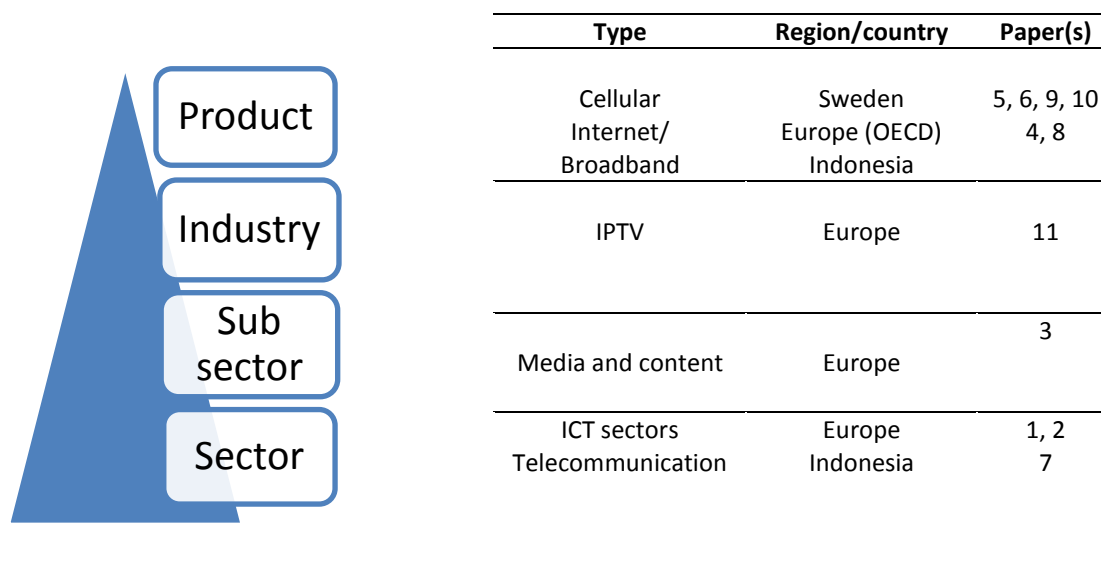 Type Region/country Paper(s)
Product
Cellular Sweden 5, 6, 9, 10
Internet/ Europe (OECD) 4, 8
Broadband Indonesia
Industry
IPTV Europe 11
Sub
sector
3
Media and content Europe
Sector
ICT sectors Europe 1, 2
Telecommunication Indonesia 7